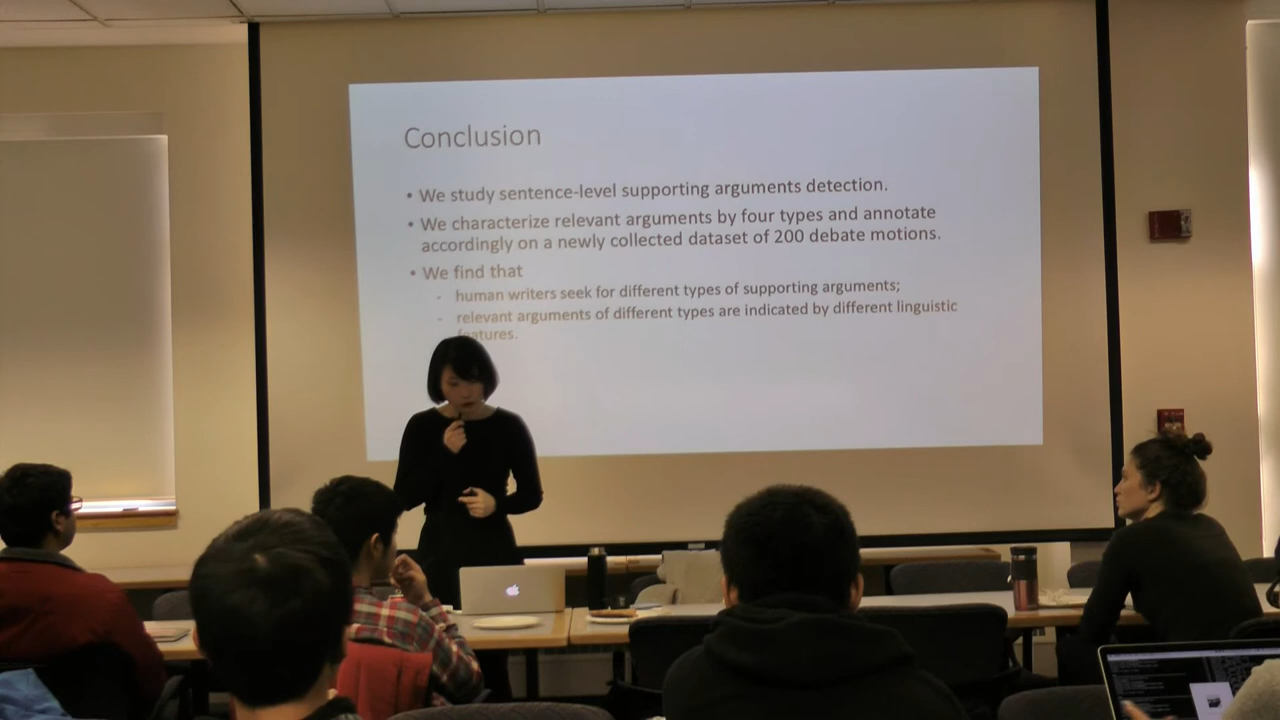 Conclusion
• We study sentence-level supporting arguments detection.
• We characterize relevant arguments by four types and annotate
accordingly on a newly collected dataset of 200 debate motions.
• We find that
- human writers seek for different types of supporting arguments;
- relevant arguments of different types are indicated by different linguistic
features.